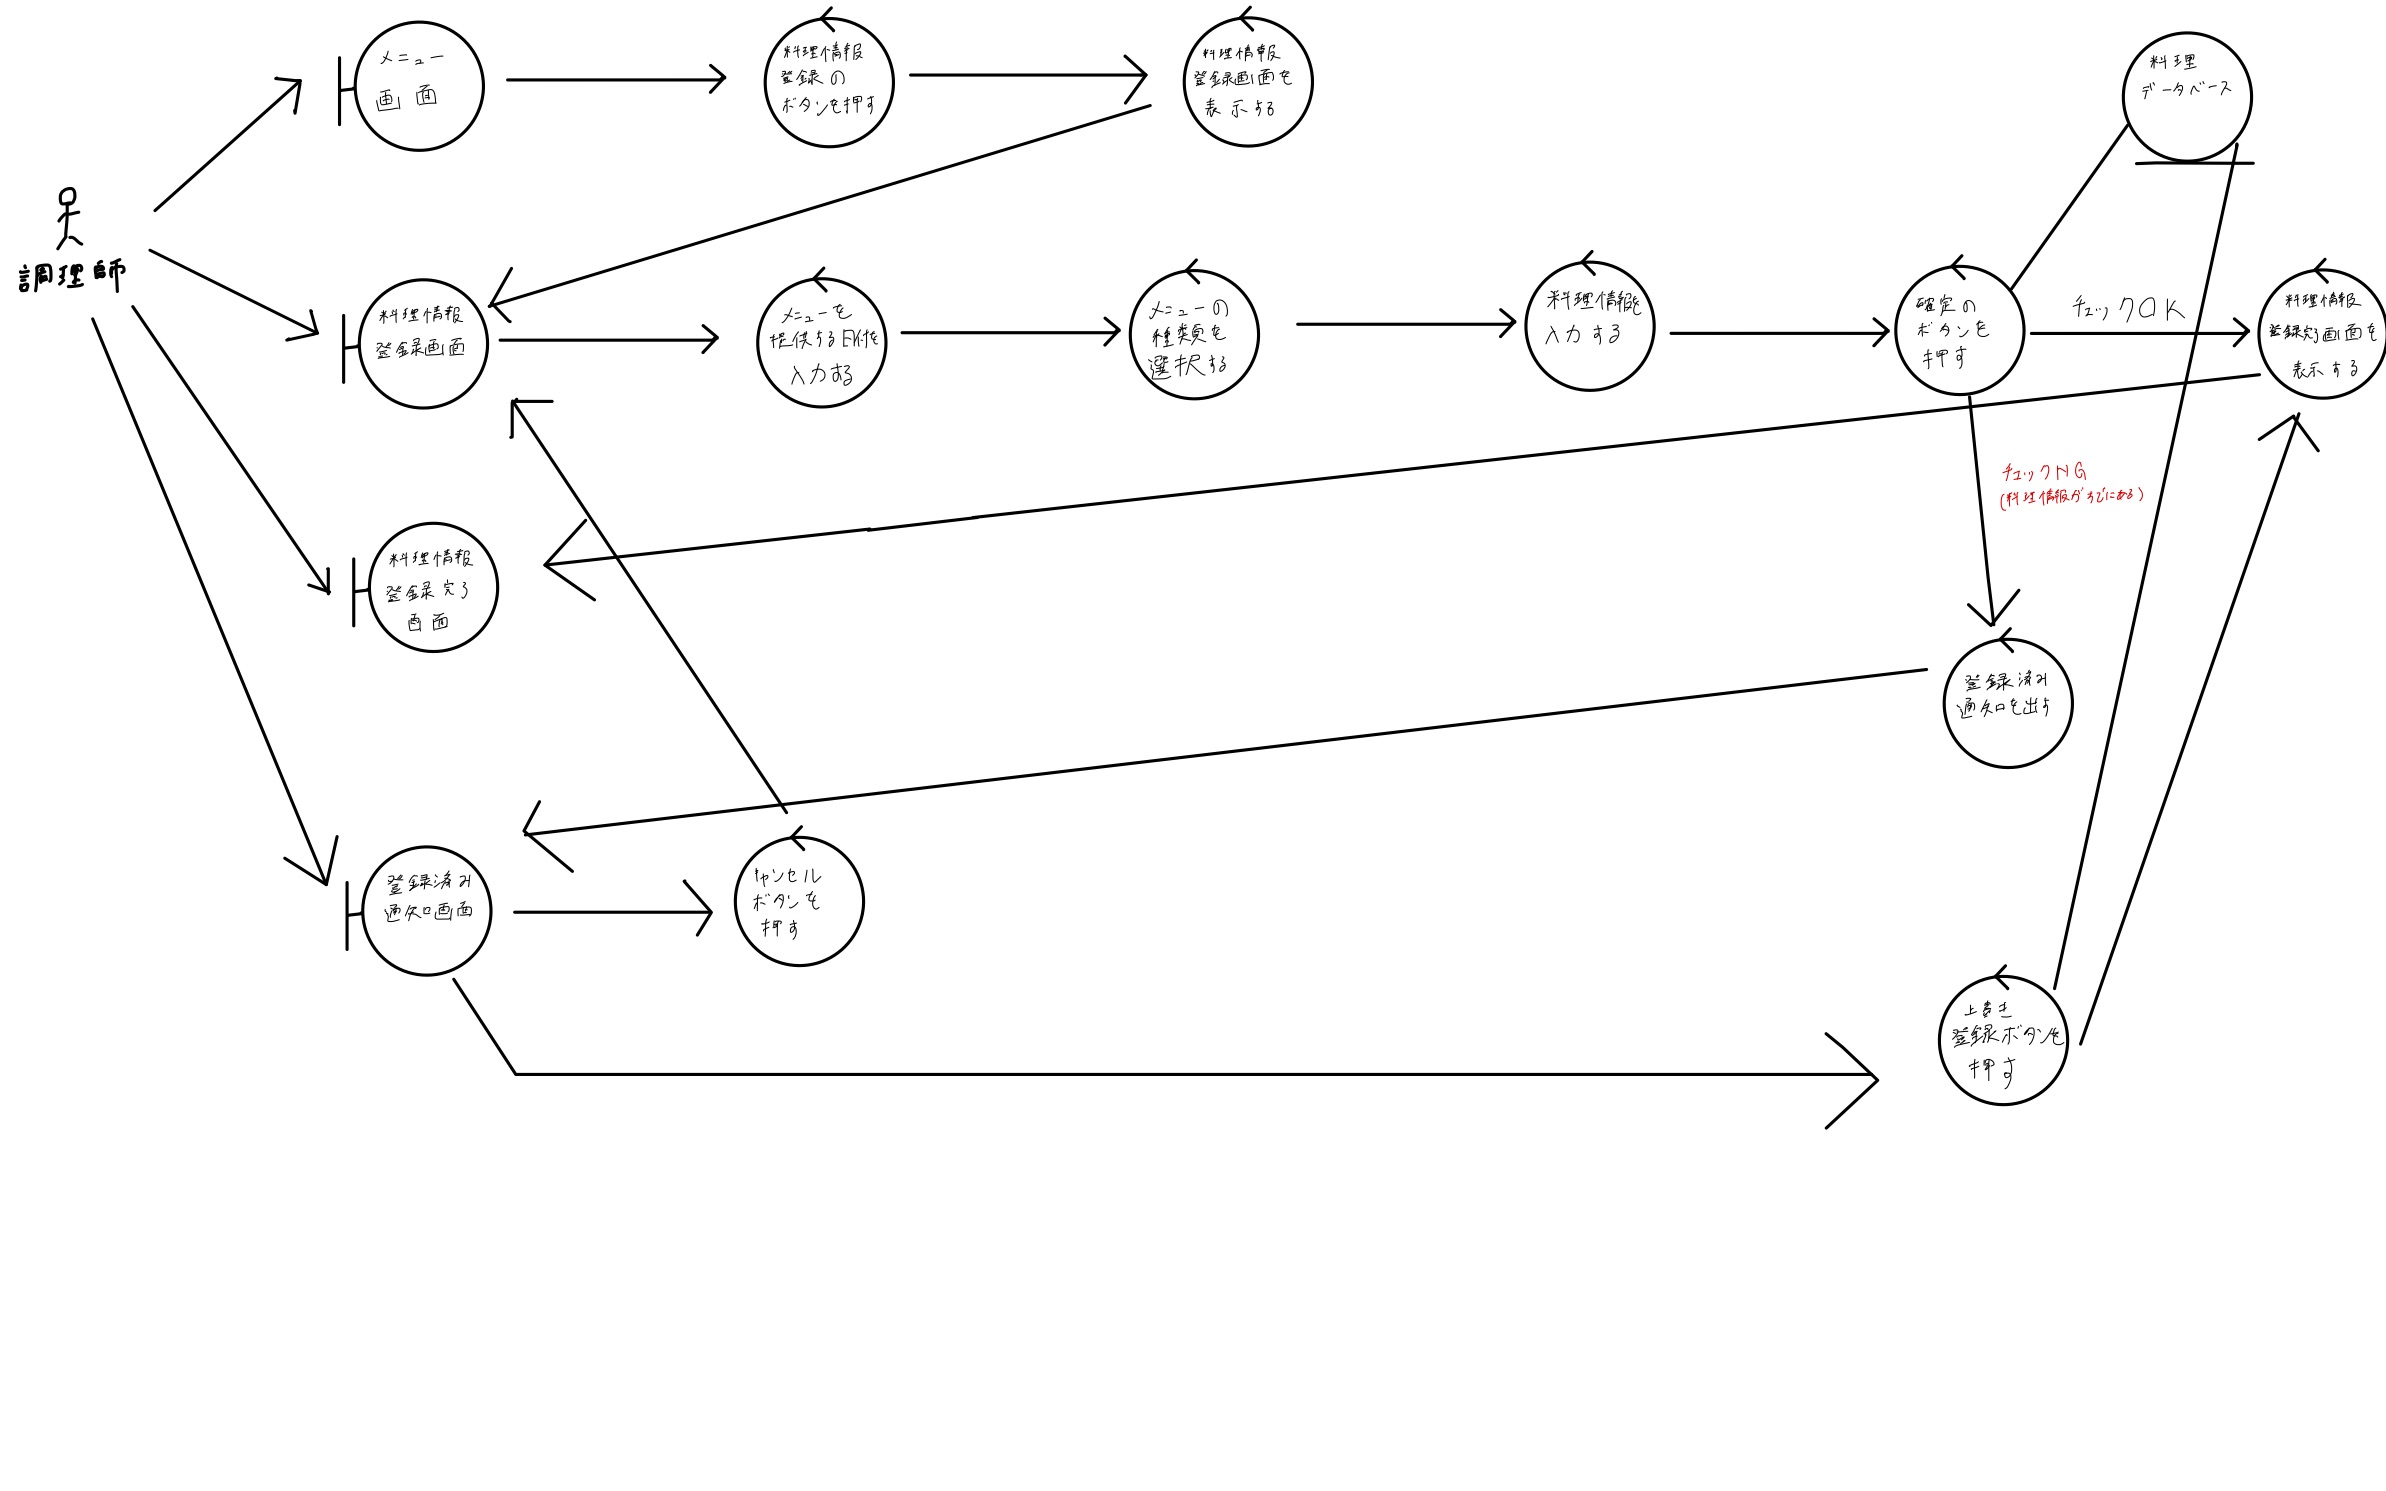 メニュー
画面
料理情報
登録の
ボタンを押す
料理情報
登録画面を
表示する
料理
データベース
調理師
料理情報
登録画面
メニューを
提供する日付を
入力する
メニューの
種類を
選択する
料理情報を
入力する
確定の
ボタンを
押す
チェックOK
料理情報
登録完了画面を
表示する
チェックNG
(料理情報がすでにある)
料理情報
登録完了
画面
登録済み
通知を出す
登録済み
通知画面
キャンセル
ボタンを
押す
上書き
登録ボタンを
押す